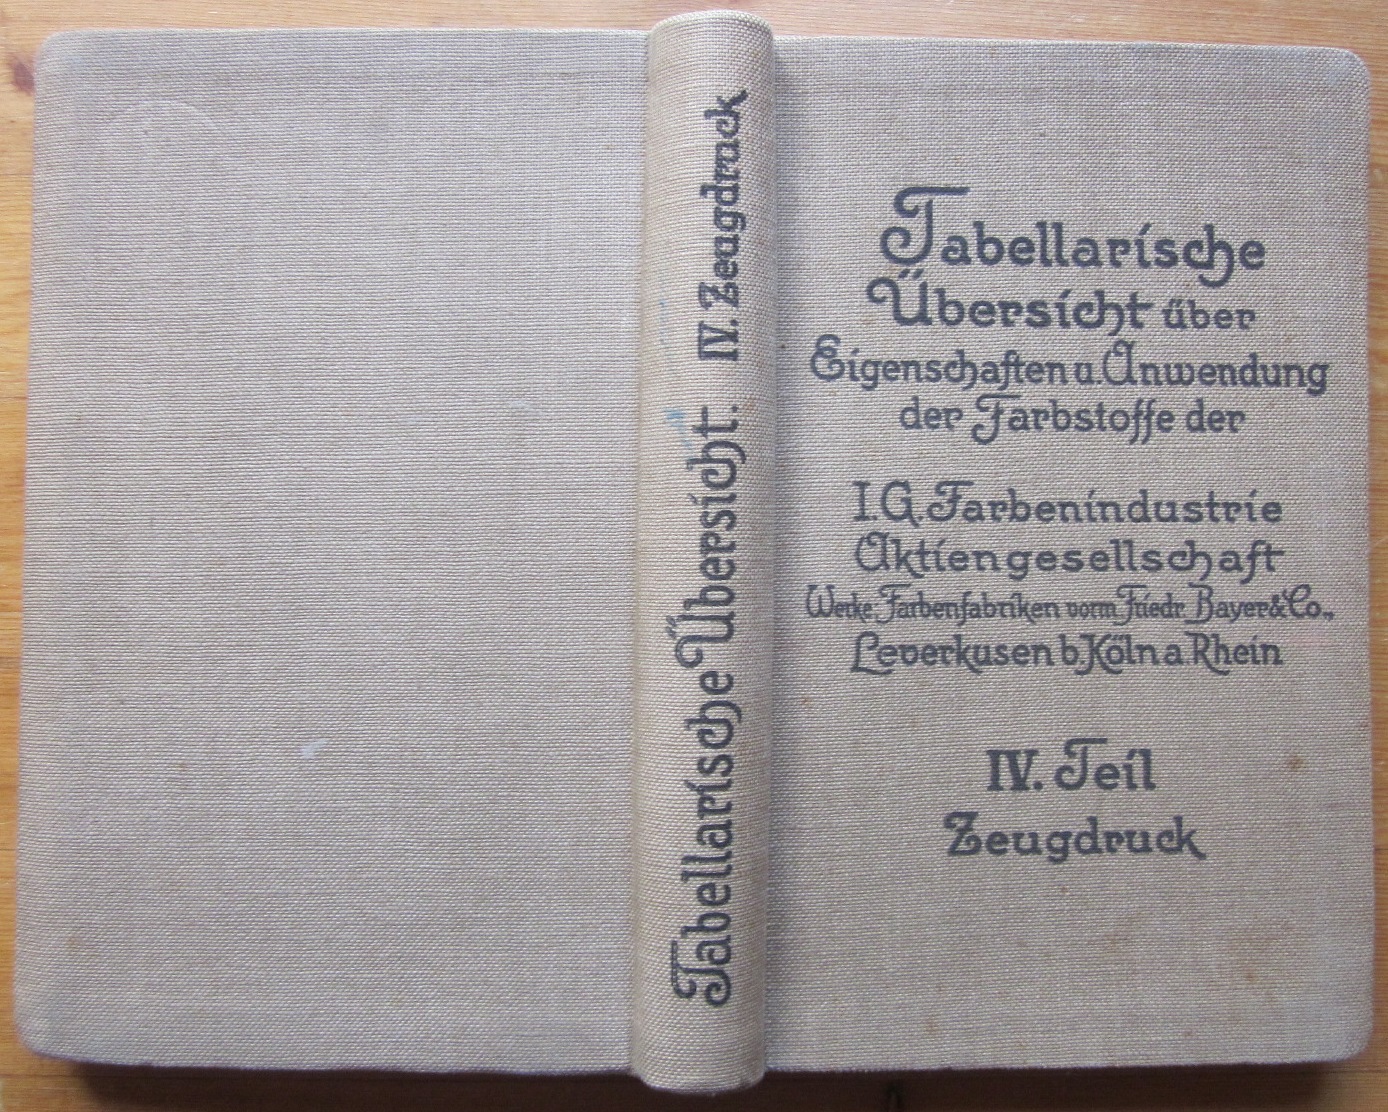 Tabellarische Übersicht. IV. Zeugdruck
Tabellarische
Übersicht über
Eigenschaften u. Anwendung
der Farbstoffe der
I.G. Farbenindustrie
Aktiengesellschaft
Werke: Farbenfabriken vorm. Friedr. Bayer & Co.,
Leverkusen b. Köln a. Rhein
IV. Teil
Zeugdruck